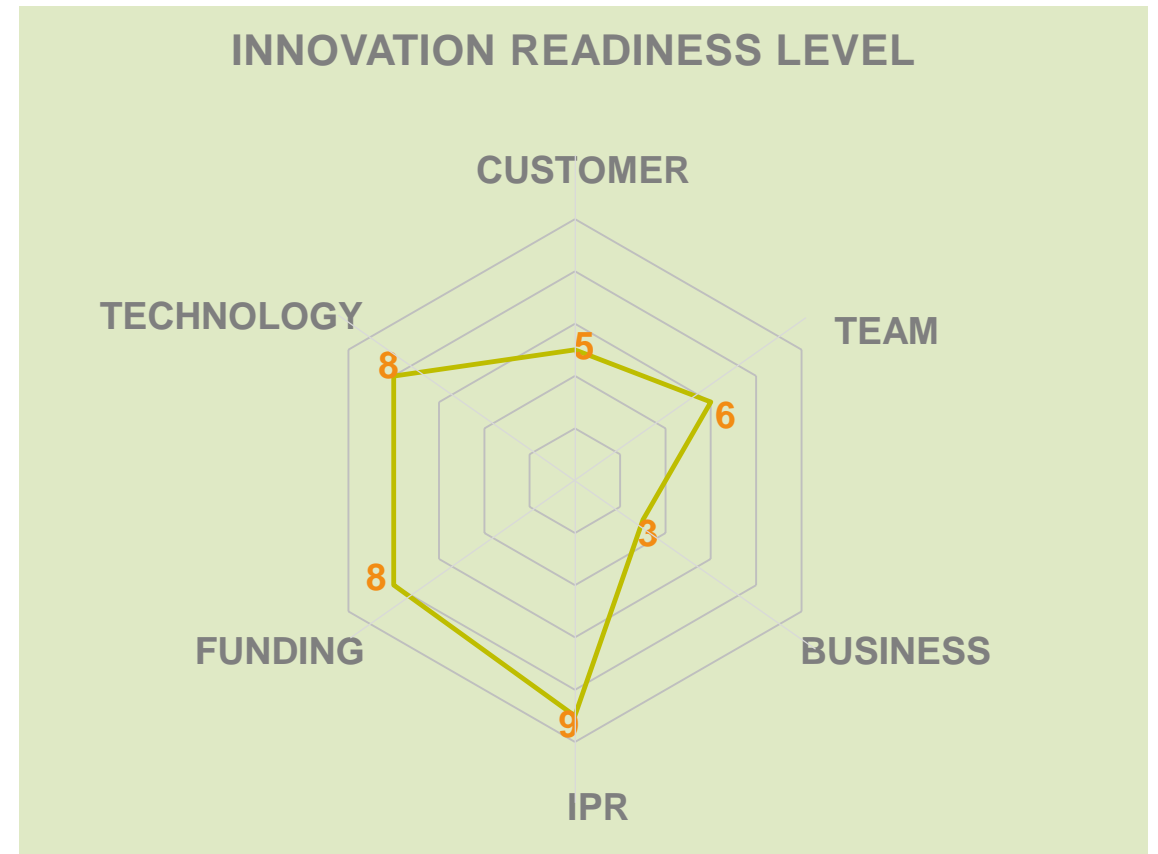 INNOVATION READINESS LEVEL
CUSTOMER
TECHNOLOGY
TEAM
5
8
6
3
8
FUNDING
BUSINESS
9
IPR